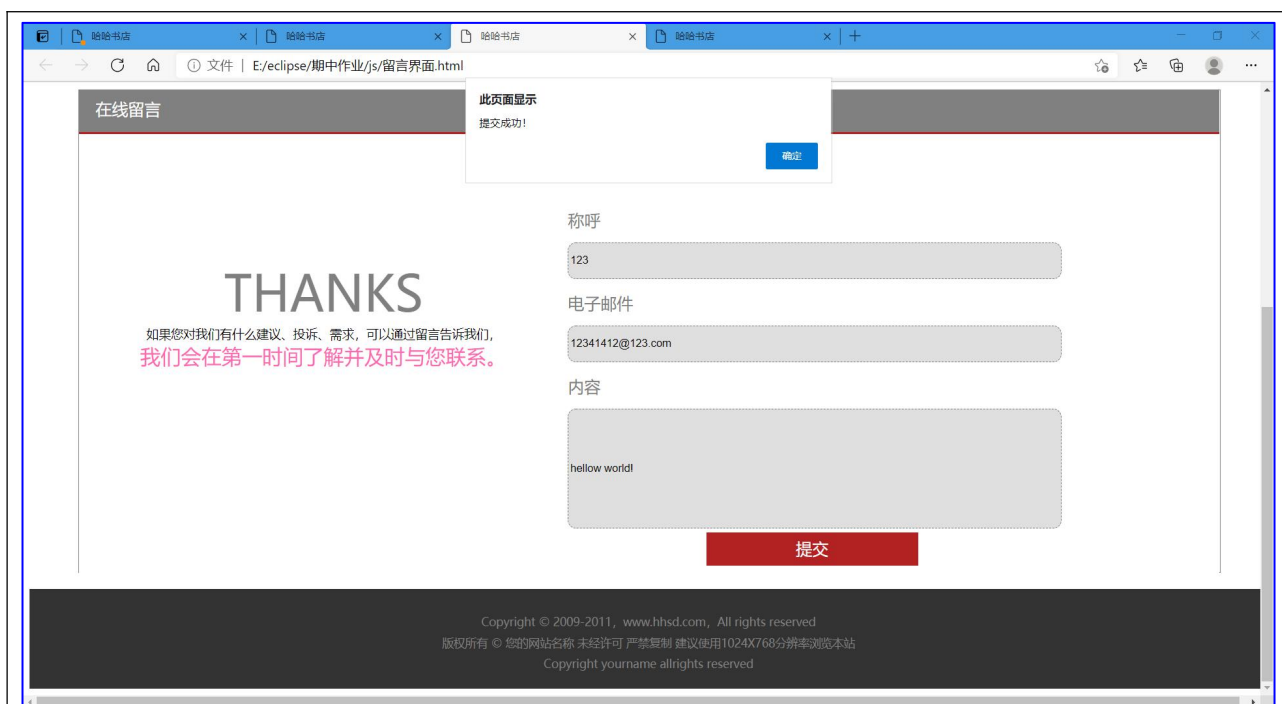 哈哈书店
哈哈书店
哈哈书店
哈哈书店
文件 | E:/eclipse/期中作业/js/留言界面.html
此页面显示
提交成功!
确定
在线留言
THANKS
如果您对我们有什么建议、投诉、需求，可以通过留言告诉我们，
我们会在第一时间了解并及时与您联系。
称呼
123
电子邮件
12341412@123.com
内容
hellow world!
提交
Copyright © 2009-2011，www.hhsd.com，All rights reserved
版权所有 © 您的网站名称 未经许可 严禁复制 建议使用1024X768分辨率浏览本站
Copyright yourname allrights reserved